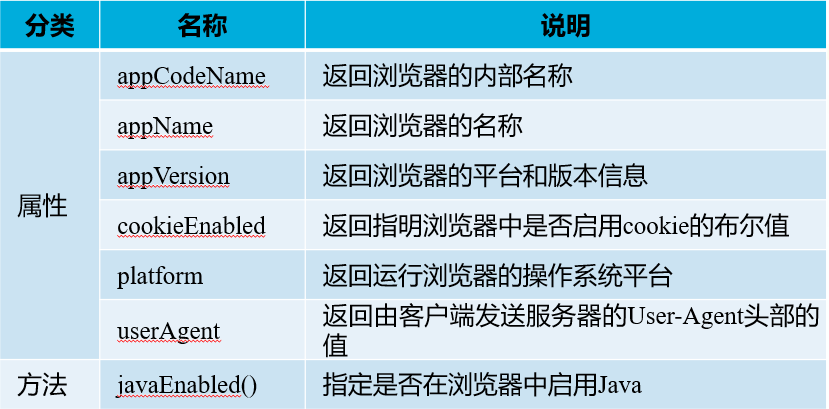 分类 名称 说明
appCodeName 返回浏览器的内部名称
appName 返回浏览器的名称
appVersion 返回浏览器的平台和版本信息
属性
cookieEnabled 返回指明浏览器中是否启用cookie的布尔值
platform 返回运行浏览器的操作系统平台
userAgent 返回由客户端发送服务器的User-Agent头部的
值
方法 javaEnabled() 指定是否在浏览器中启用Java